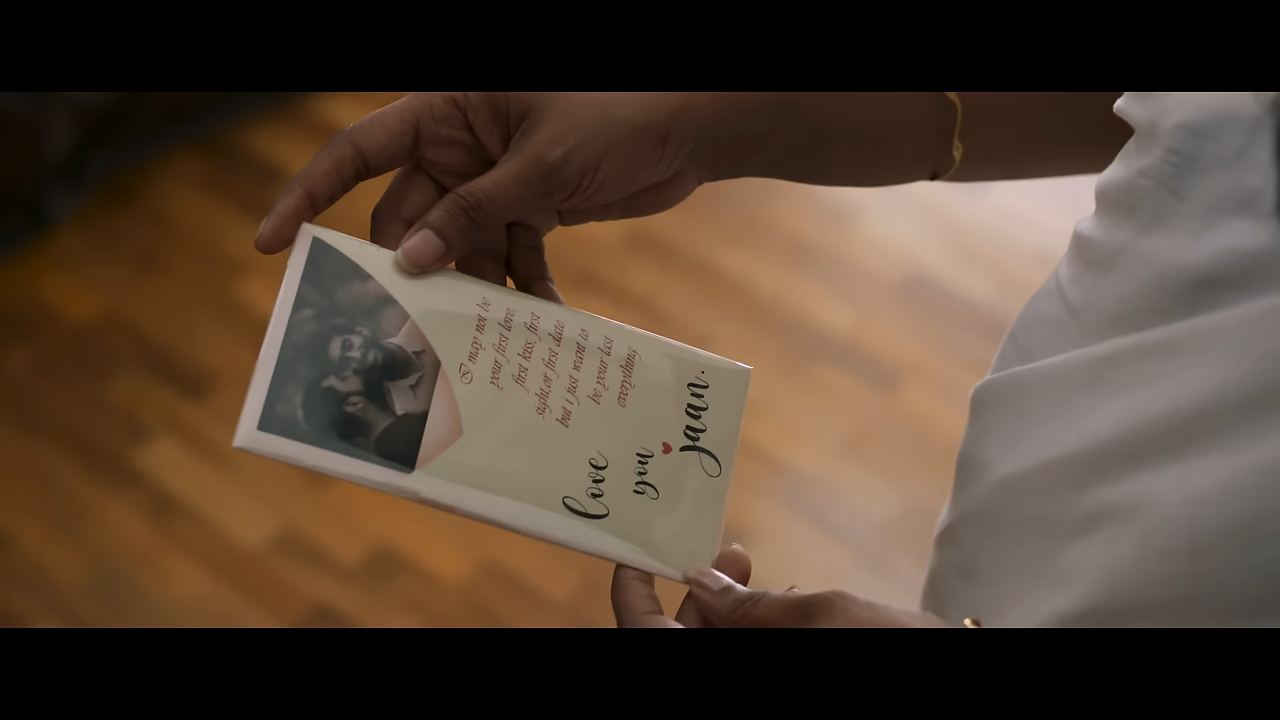 I may not be
your first love,
first kiss, first
sight,or first date
but i just want to
be your last
everything
love
you
jaan.